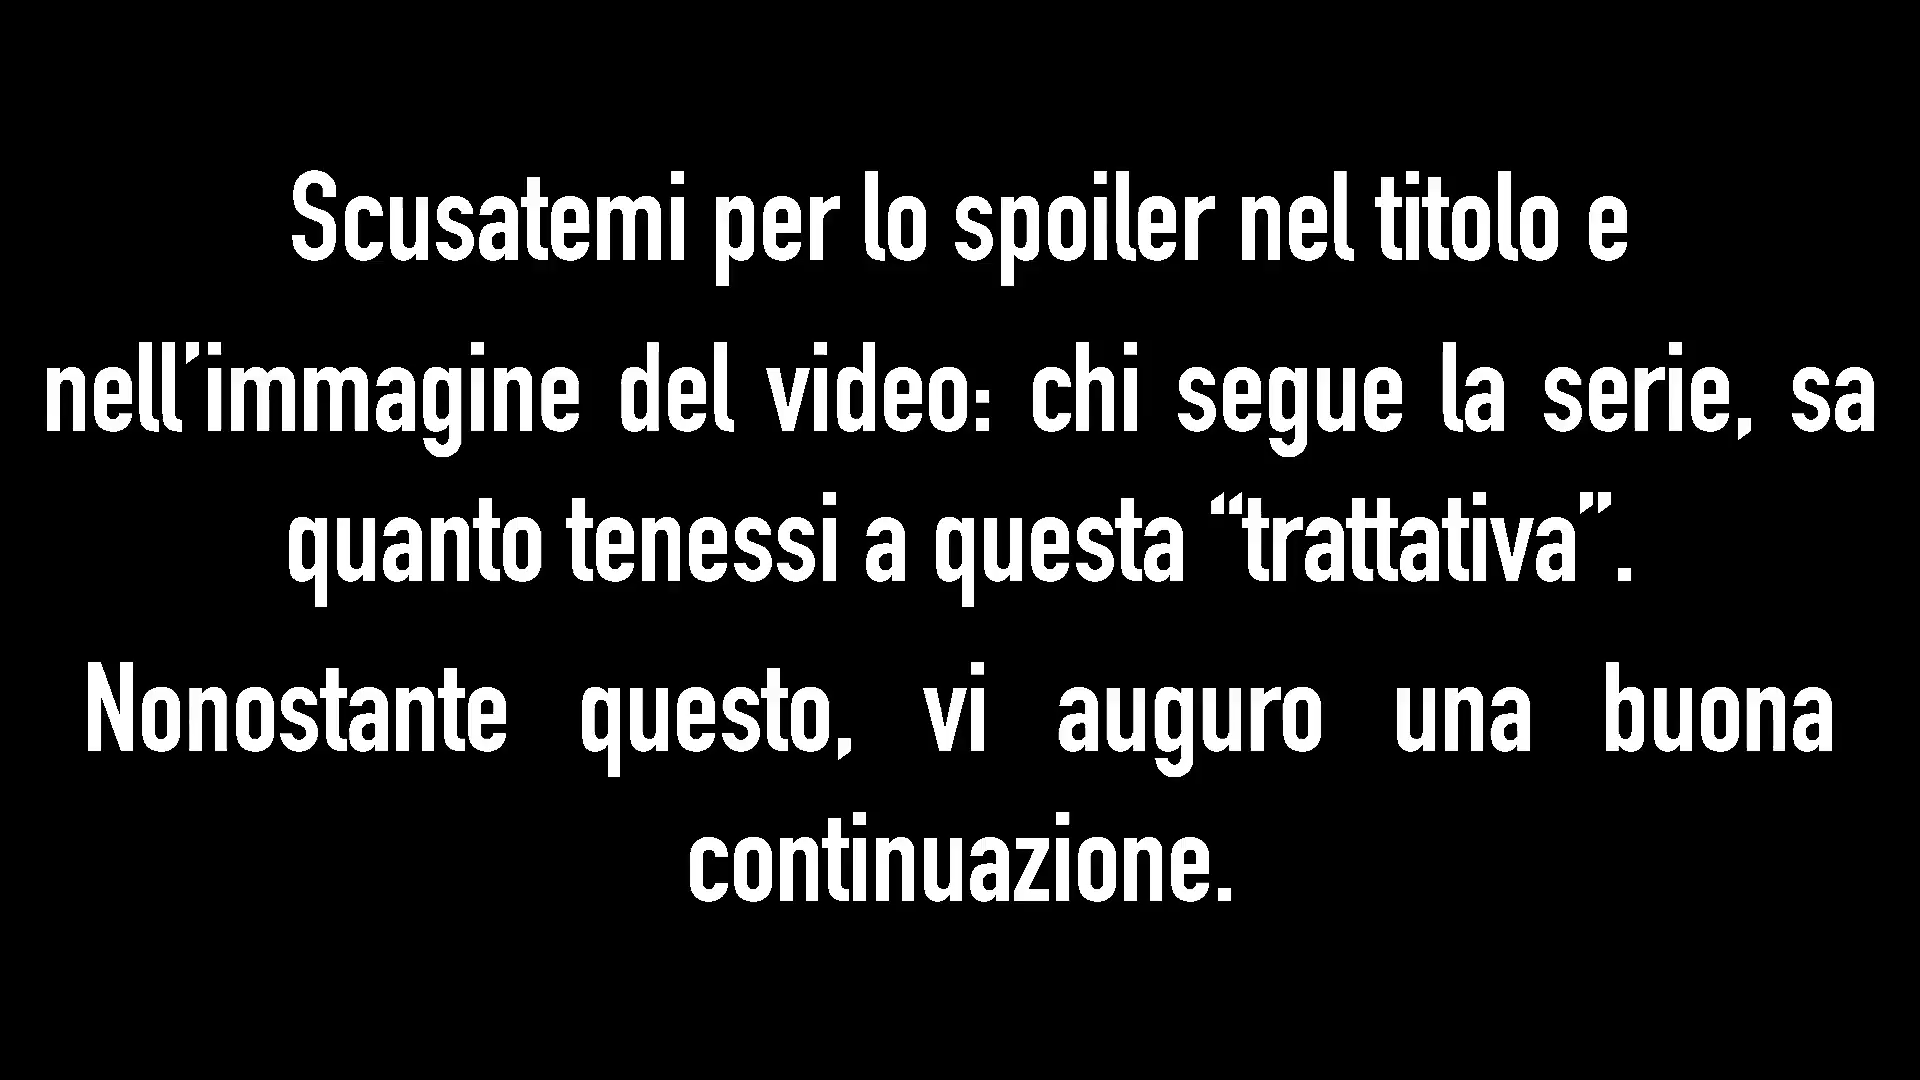 Scusatemi per lo spoiler nel titolo e
nell’immagine del video: chi segue la serie, sa
quanto tenessi a questa “trattativa”.
Nonostante questo, vi auguro una buona
continuazione.